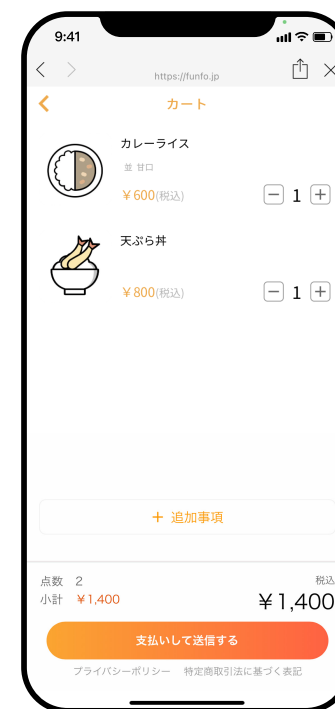 9:41
https://funfo.jp
カート
カレーライス
並 甘口
￥600(税込)
1
天ぷら丼
￥800(税込)
1
+ 追加事項
点数 2
税込
小計 ￥1,400
￥1,400
支払いして送信する
プライバシーポリシー 特定商取引法に基づく表記